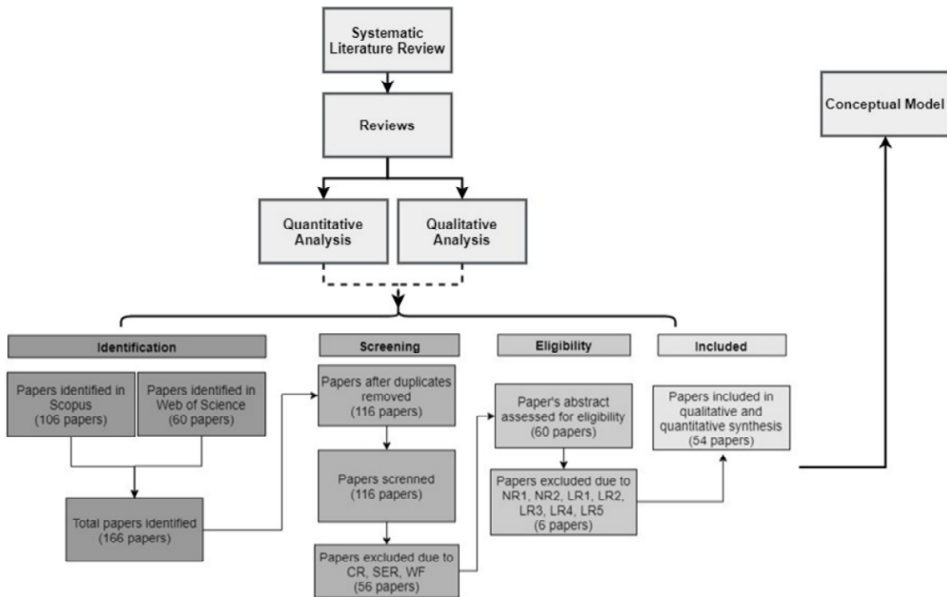 Systematic
Literature Review
Conceptual Model
Reviews
Quantitative
Analysis
Qualitative
Analysis
Identification
Screening
Eligibility
Included
Papers identified in
Scopus
(106 papers)
Papers identified in
Web of Science
(60 papers)
Total papers identified
(166 papers)
Papers after duplicates
removed
(116 papers)
Papers screnned
(116 papers)
Papers excluded due to
CR, SER, WF
(56 papers)
Paper's abstract
assessed for eligibility
(60 papers)
Papers excluded due to
NR1, NR2, LR1, LR2,
LR3, LR4, LR5
(6 papers)
Papers included in
qualitative and
quantitative synthesis
(54 papers)